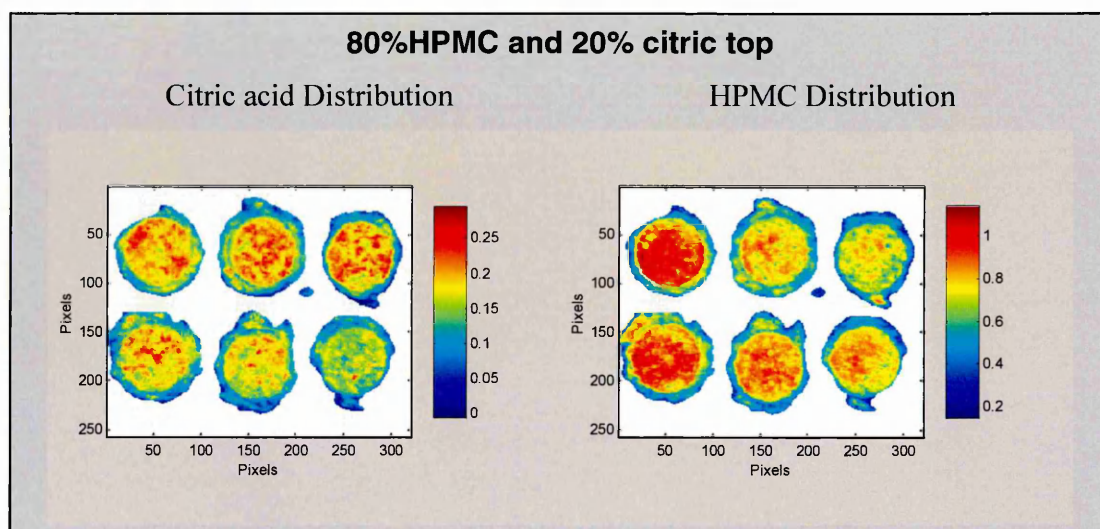 80%HPMC and 20% citric top
Citric acid Distribution
HPMC Distribution
50
100
150
200
250
Pixels
50 100 150 200 250 300
Pixels
0.25
0.2
0.15
0.1
0.05
0
50
100
150
200
250
Pixels
50 100 150 200 250 300
Pixels
1
0.8
0.6
0.4
0.2